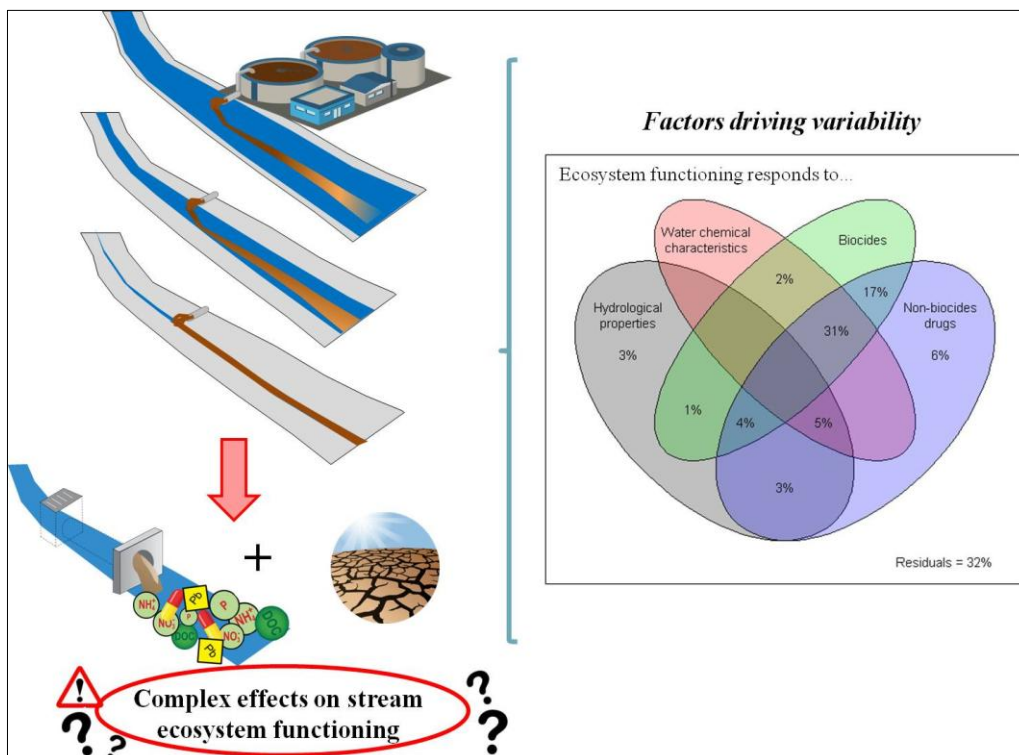 Factors driving variability
Ecosystem functioning responds to...
Water chemical
characteristics
Biocides
2%
17%
Hydrological
properties
Non-biocides
drugs
31%
3%
6%
1%
4%
5%
3%
Residuals = 32%
+
NH₄⁺
NO₃⁻
P
DOC
Pb
P
NH₄⁺
NO₃⁻
DOC
Pb
!
Complex effects on stream
ecosystem functioning
? ? ? ?